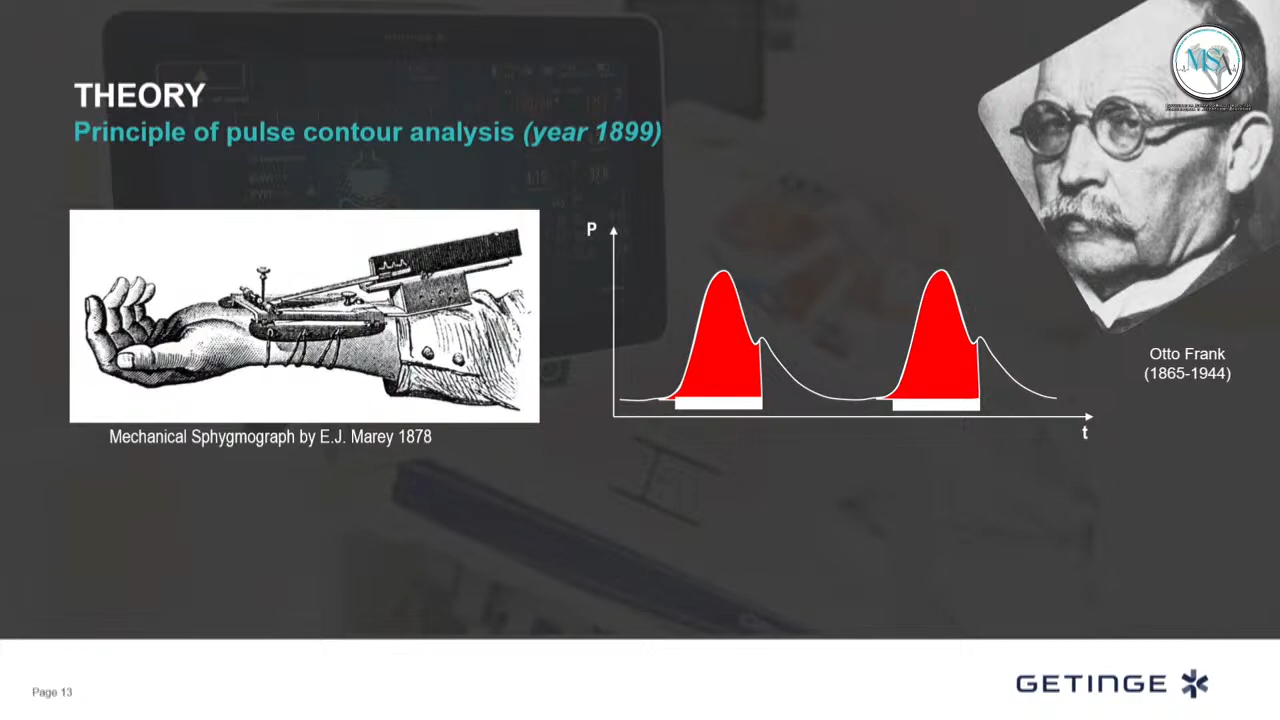 THEORY
Principle of pulse contour analysis (year 1899)
MSA
P
t
Otto Frank
(1865-1944)
Mechanical Sphygmograph by E.J. Marey 1878
Page 13
GETINGE